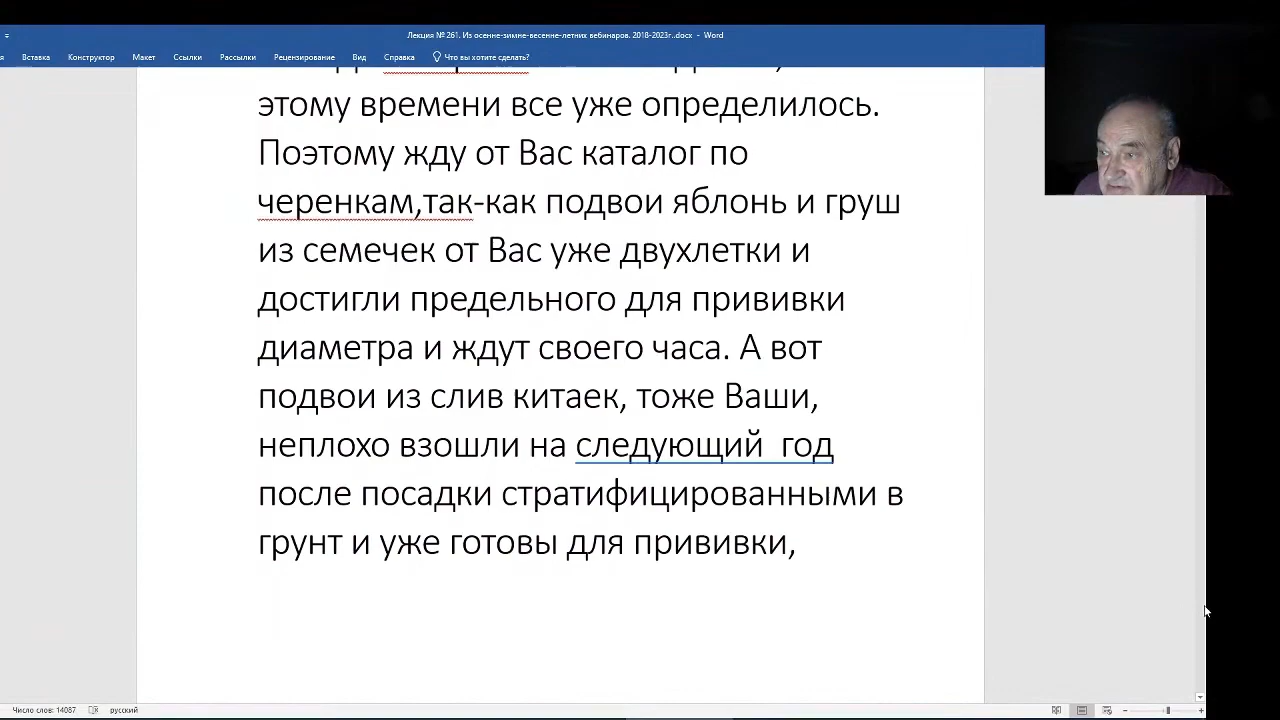 Лекция № 261. Из осенне-зимне-весенне-летних вебинаров. 2018-2023г..docx - Word
Вставка Конструктор Макет Ссылки Рассылки Рецензирование Вид Справка Что вы хотите сделать?
этому времени все уже определилось.
Поэтому жду от Вас каталог по
черенкам,так-как подвои яблонь и груш
из семечек от Вас уже двухлетки и
достигли предельного для прививки
диаметра и ждут своего часа. А вот
подвои из слив китаек, тоже Ваши,
неплохо взошли на следующий год
после посадки стратифицированными в
грунт и уже готовы для прививки,
Число слов: 14087 русский